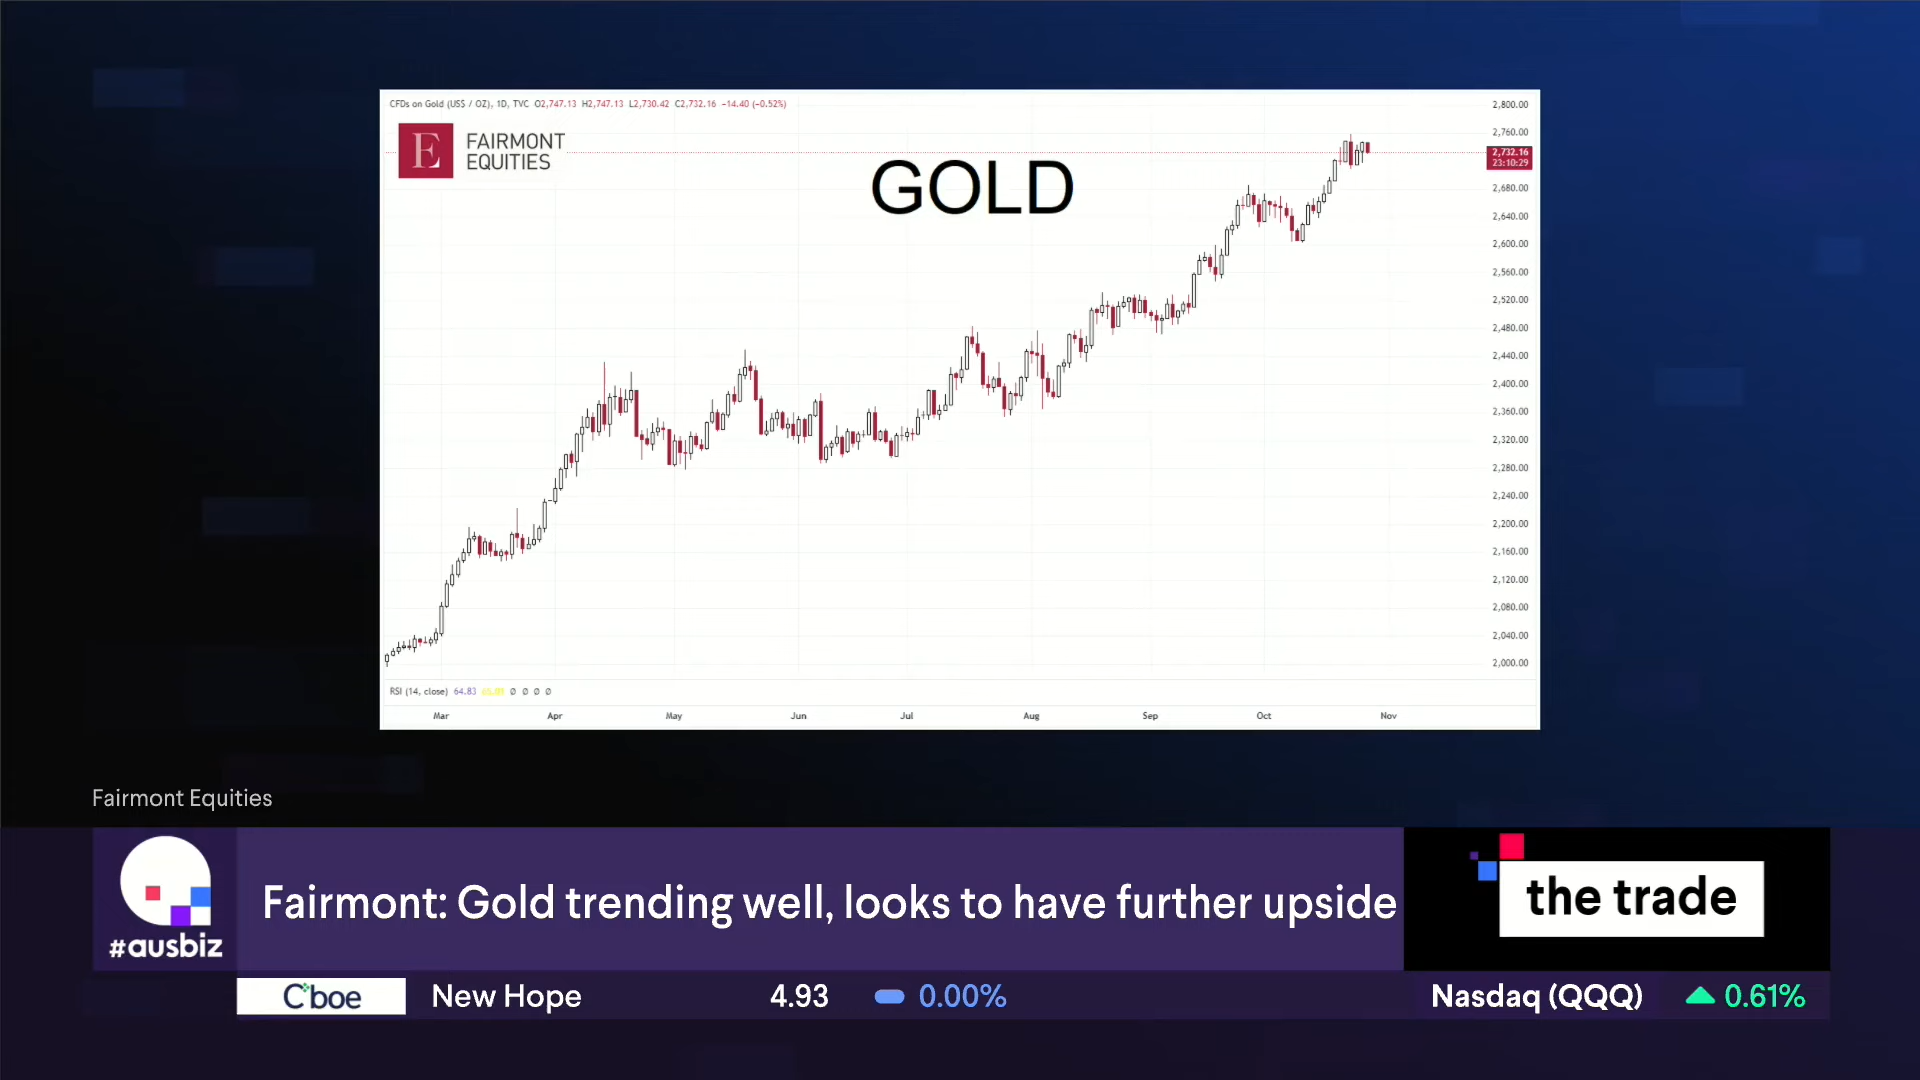 CFDs on Gold (US$ / OZ), 1D, TVC O2,747.13 H2,747.13 L2,730.42 C2,732.16 −14.40 (−0.52%)
E
FAIRMONT
EQUITIES
GOLD
2,800.00
2,760.00
2,732.16
23:10:29
2,680.00
2,640.00
2,600.00
2,560.00
2,520.00
2,480.00
2,440.00
2,400.00
2,360.00
2,320.00
2,280.00
2,240.00
2,200.00
2,160.00
2,120.00
2,080.00
2,040.00
2,000.00
RSI (14, close) 64.83 Ø Ø Ø Ø
Mar Apr May Jun Jul Aug Sep Oct Nov
Fairmont Equities
#ausbiz
Fairmont: Gold trending well, looks to have further upside
the trade
Cboe New Hope 4.93 0.00% Nasdaq (QQQ) 0.61%